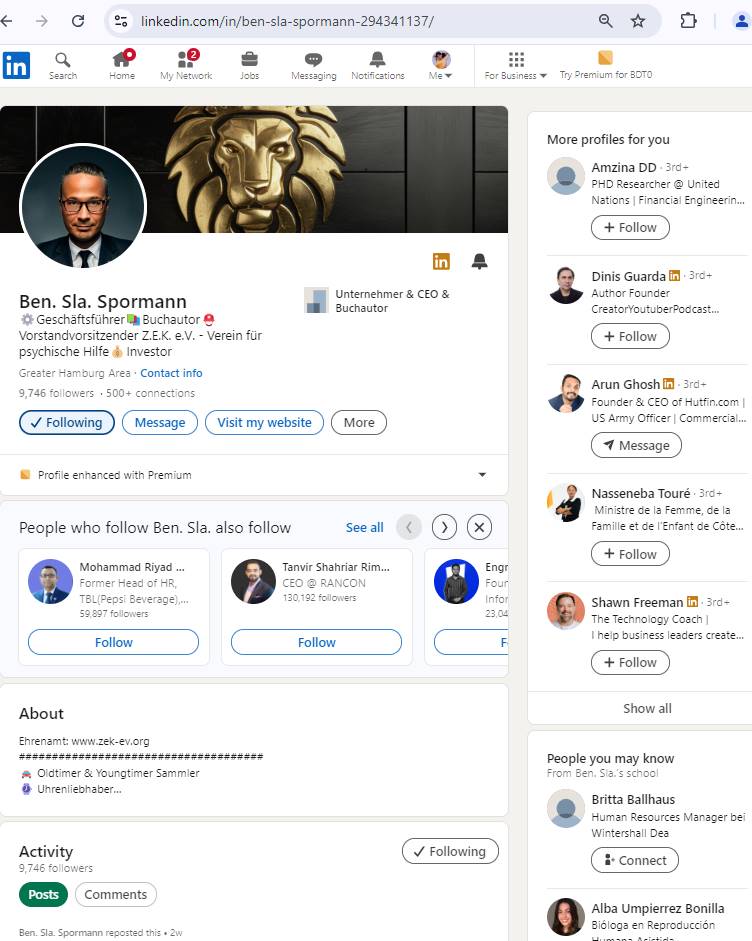 linkedin.com/in/ben-sla-spormann-294341137/
in
Search
Home
2
My Network
Jobs
Messaging
Notifications
Me
For Business
Try Premium for BDT0
in
Ben. Sla. Spormann
Geschäftsführer Buchautor
Vorstandvorsitzender Z.E.K. e.V. - Verein für
psychische Hilfe Investor
Unternehmer & CEO &
Buchautor
Greater Hamburg Area · Contact info
9,746 followers · 500+ connections
Following
Message
Visit my website
More
Profile enhanced with Premium
People who follow Ben. Sla. also follow
See all
Mohammad Riyad ...
Former Head of HR,
TBL(Pepsi Beverage),...
59,897 followers
Follow
Tanvir Shahriar Rim...
CEO @ RANCON
130,192 followers
Follow
Engr
Foun
Infor
23,04
F
About
Ehrenamt: www.zek-ev.org
#####################################
Oldtimer & Youngtimer Sammler
Uhrenliebhaber...
Activity
9,746 followers
Following
Posts
Comments
Ben. Sla. Spormann reposted this • 2w
More profiles for you
Amzina DD · 3rd+
PHD Researcher @ United
Nations | Financial Engineerin...
+ Follow
Dinis Guarda in · 3rd+
Author Founder
CreatorYoutuberPodcast...
+ Follow
Arun Ghosh in · 3rd+
Founder & CEO of Hutfin.com |
US Army Officer | Commercial...
Message
Nasseneba Touré · 3rd+
Ministre de la Femme, de la
Famille et de l'Enfant de Côte...
+ Follow
Shawn Freeman in · 3rd+
The Technology Coach |
I help business leaders create...
+ Follow
Show all
People you may know
From Ben. Sla.'s school
Britta Ballhaus
Human Resources Manager bei
Wintershall Dea
Connect
Alba Umpierrez Bonilla
Bióloga en Reproducción
Humana Asistida